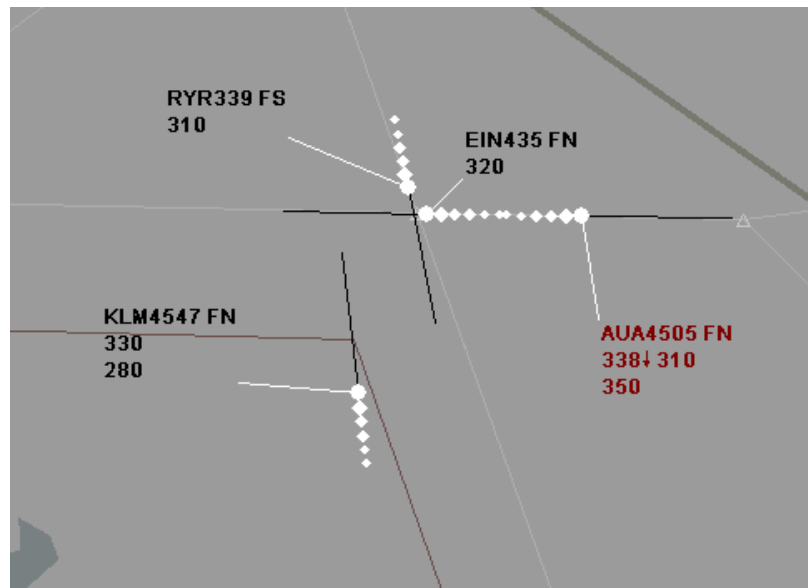 RYR339 FS
310
EIN435 FN
320
KLM4547 FN
330
280
AUA4505 FN
338↓ 310
350